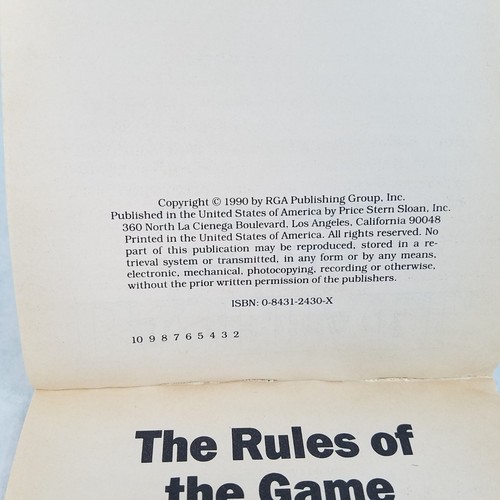 Copyright © 1990 by RGA Publishing Group, Inc.
Published in the United States of America by Price Stern Sloan, Inc.
360 North La Cienega Boulevard, Los Angeles, California 90048
Printed in the United States of America. All rights reserved. No
part of this publication may be reproduced, stored in a re-
trieval system or transmitted, in any form or by any means,
electronic, mechanical, photocopying, recording or otherwise,
without the prior written permission of the publishers.
ISBN: 0-8431-2430-X
10 9 8 7 6 5 4 3 2
The Rules of
the Game